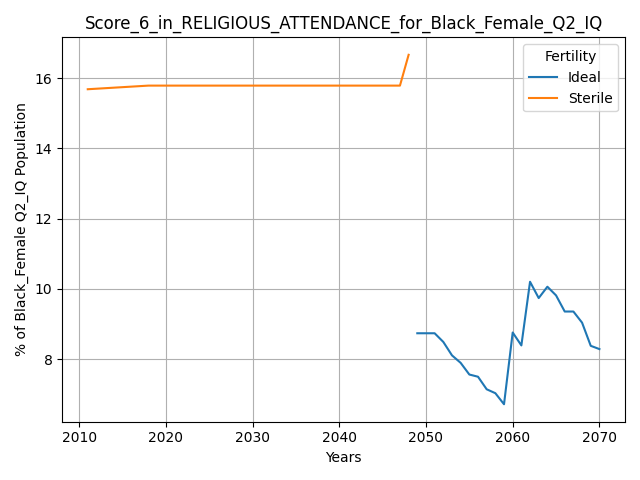 Score_6_in_RELIGIOUS_ATTENDANCE_for_Black_Female_Q2_IQ
Fertility
Ideal
Sterile
% of Black_Female Q2_IQ Population
16
14
12
10
8
2010 2020 2030 2040 2050 2060 2070
Years